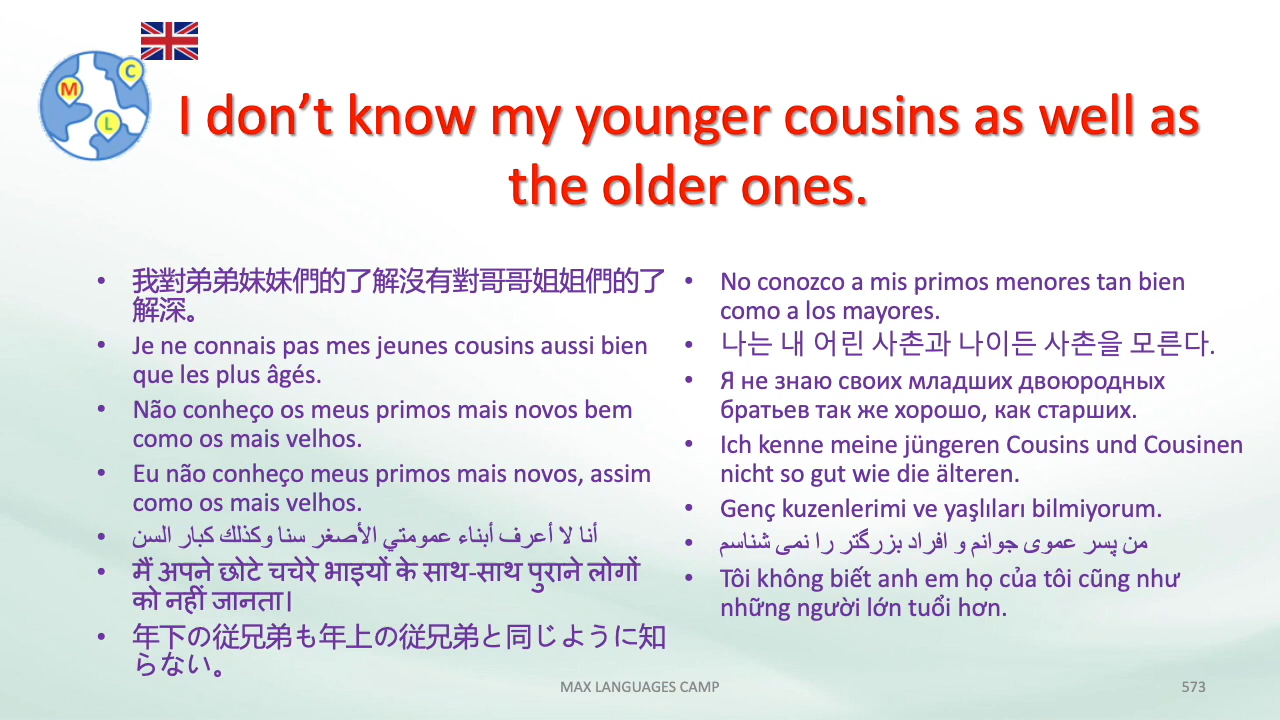 M
C
L
I don’t know my younger cousins as well as
the older ones.
• 我對弟弟妹妹們的了解沒有對哥哥姐姐們的了
解深。
• Je ne connais pas mes jeunes cousins aussi bien
que les plus âgés.
• Não conheço os meus primos mais novos bem
como os mais velhos.
• Eu não conheço meus primos mais novos, assim
como os mais velhos.
• أنا لا أعرف أبناء عمومتي الأصغر سنا وكذلك كبار السن
• मैं अपने छोटे चचेरे भाइयों के साथ-साथ पुराने लोगों
को नहीं जानता।
• 年下の従兄弟も年上の従兄弟と同じように知
らない。
• No conozco a mis primos menores tan bien
como a los mayores.
• 나는 내 어린 사촌과 나이든 사촌을 모른다.
• Я не знаю своих младших двоюродных
братьев так же хорошо, как старших.
• Ich kenne meine jüngeren Cousins und Cousinen
nicht so gut wie die älteren.
• Genç kuzenlerimi ve yaşlıları bilmiyorum.
• من پسر عموی جوانم و افراد بزرگتر را نمی شناسم
• Tôi không biết anh em họ của tôi cũng như
những người lớn tuổi hơn.
MAX LANGUAGES CAMP
573